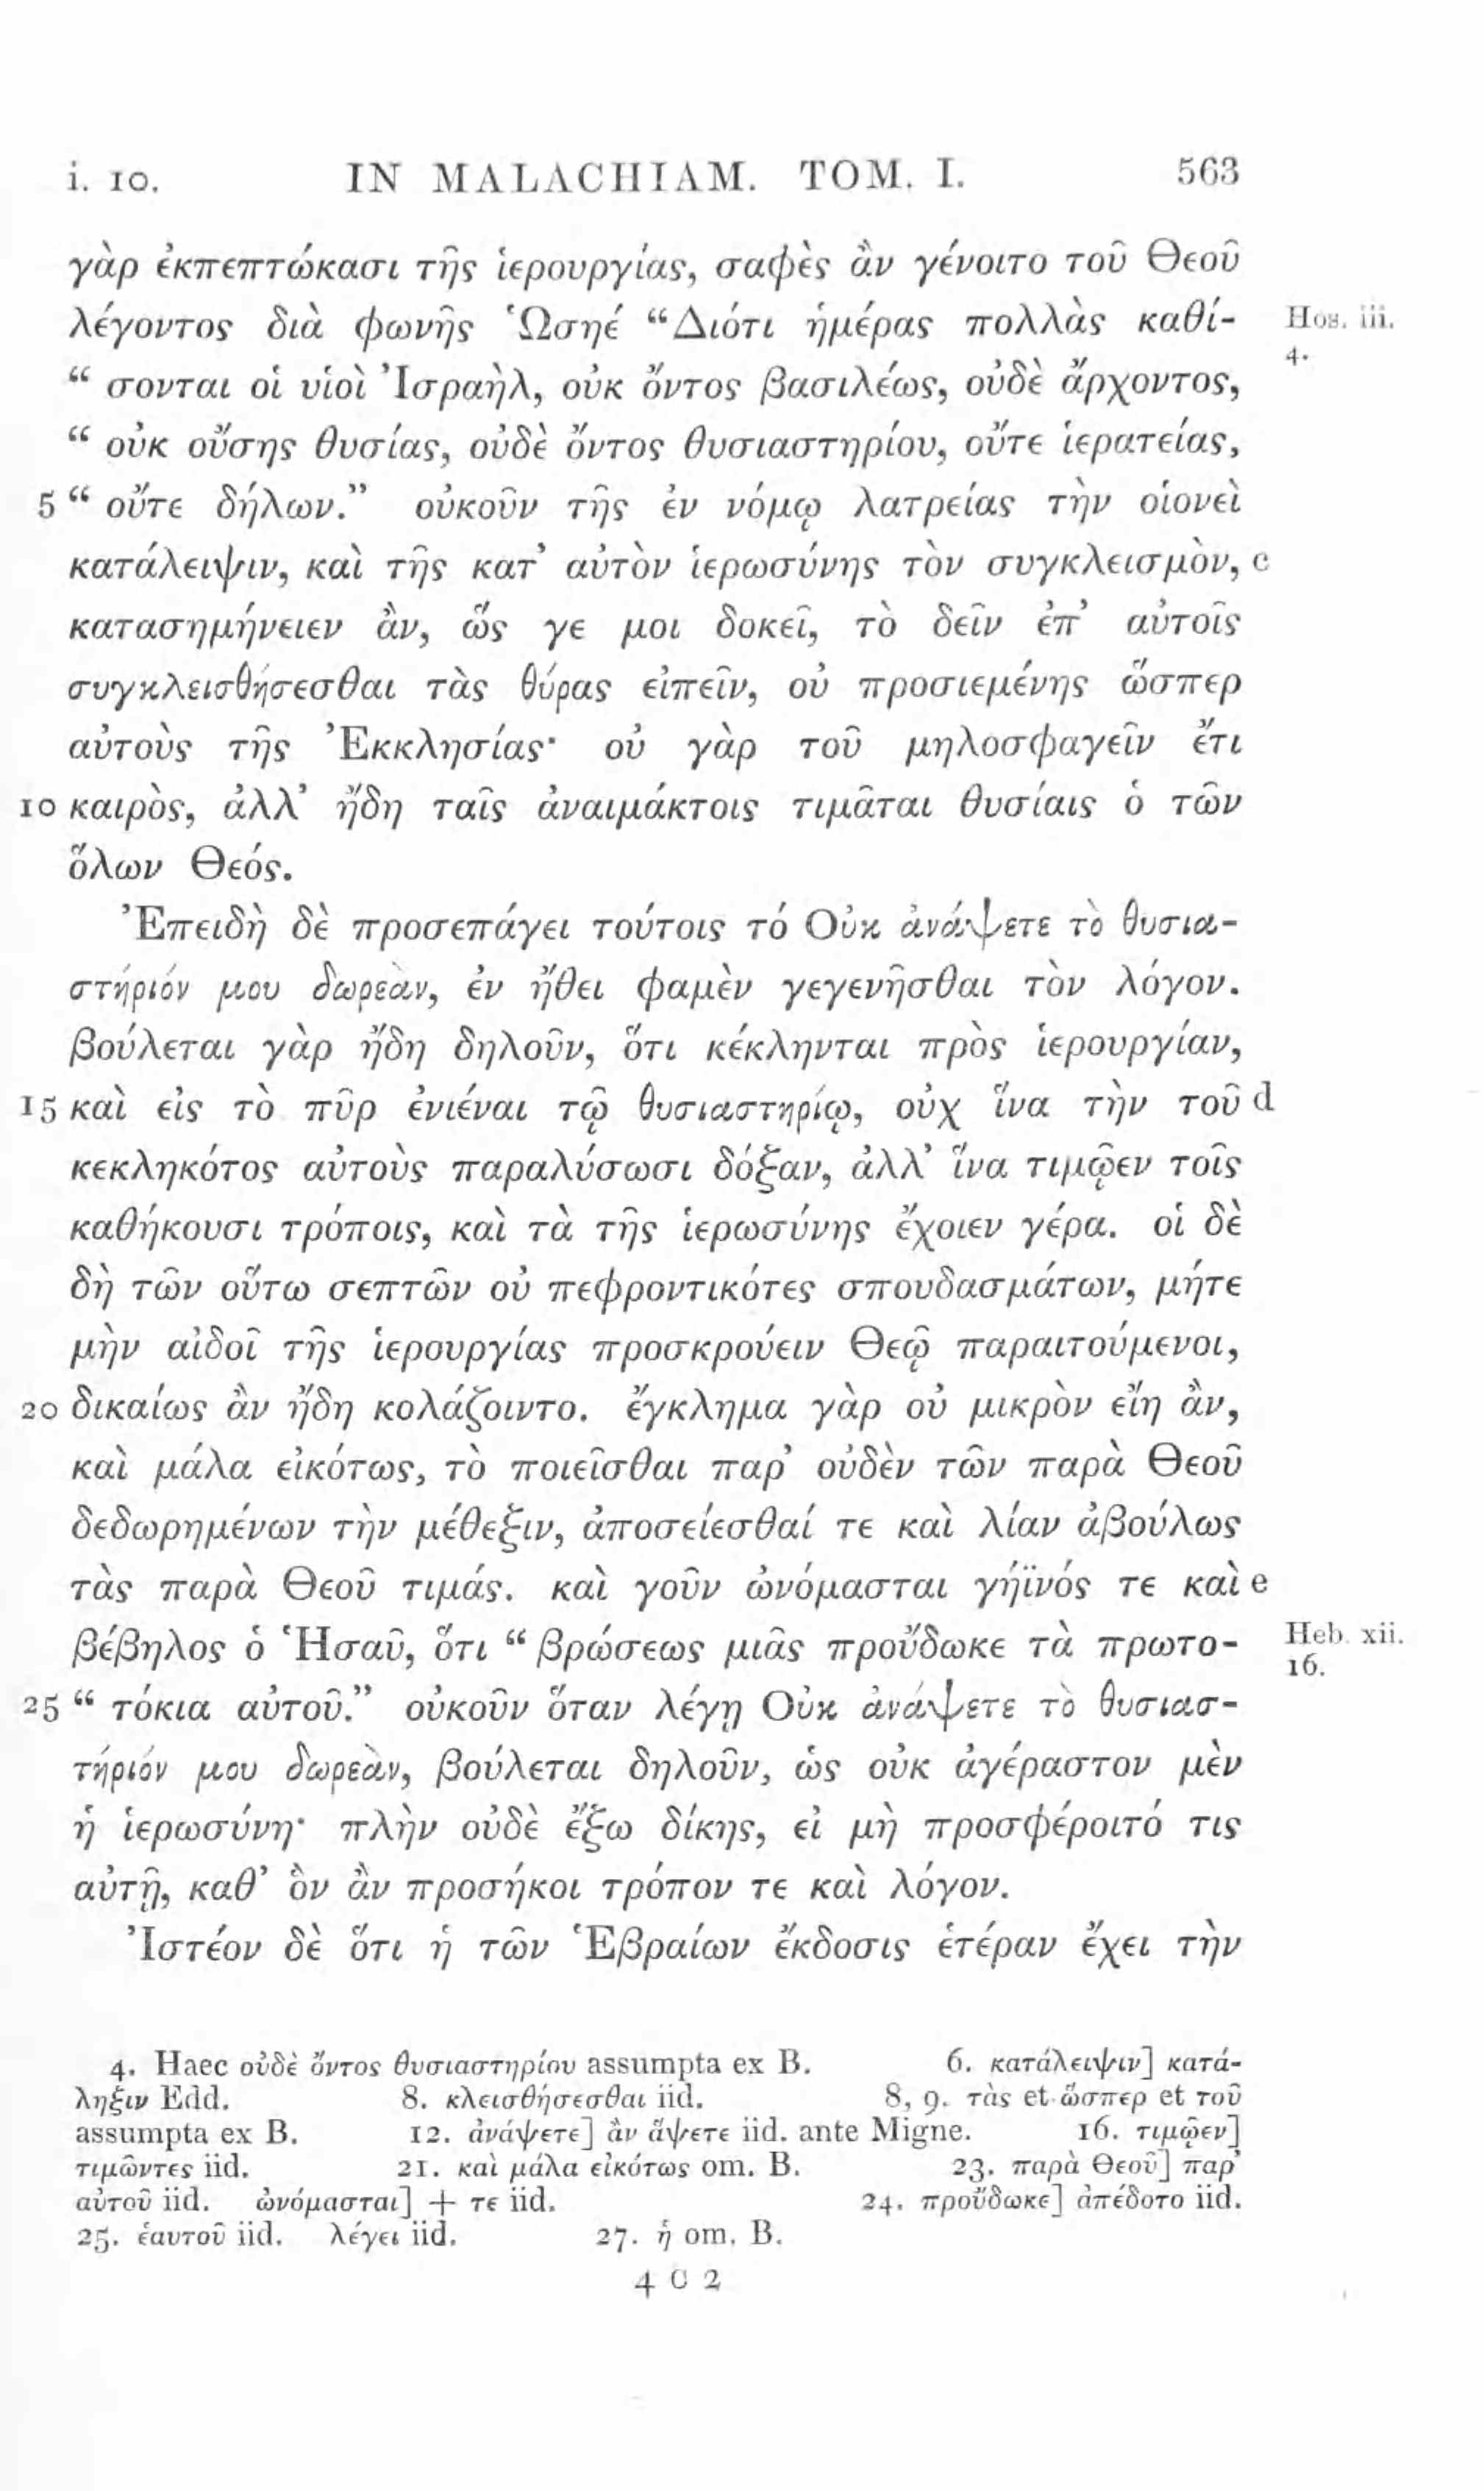 i. 10. IN MALACHIAM. TOM. I. 563
γὰρ ἐκπεπτώκασι τῆς ἱερουργίας, σαφὲς ἂν γένοιτο τοῦ Θεοῦ
λέγοντος διὰ φωνῆς Ὡσηέ “Διότι ἡμέρας πολλὰς καθί- Hos. iii.
4.
“ σονται οἱ υἱοὶ Ἰσραὴλ, οὐκ ὄντος βασιλέως, οὐδὲ ἄρχοντος,
“ οὐκ οὔσης θυσίας, οὐδὲ ὄντος θυσιαστηρίου, οὔτε ἱερατείας,
5 “ οὔτε δήλων.” οὐκοῦν τῆς ἐν νόμῳ λατρείας τὴν οἱονεὶ
κατάλειψιν, καὶ τῆς κατ’ αὐτὸν ἱερωσύνης τὸν συγκλεισμὸν, c
κατασημήνειεν ἂν, ὥς γε μοι δοκεῖ, τὸ δεῖν ἐπ’ αὐτοῖς
συγκλεισθήσεσθαι τὰς θύρας εἰπεῖν, οὐ προσιεμένης ὥσπερ
αὐτοὺς τῆς Ἐκκλησίας· οὐ γὰρ τοῦ μηλοσφαγεῖν ἔτι
10 καιρὸς, ἀλλ’ ἤδη ταῖς ἀναιμάκτοις τιμᾶται θυσίαις ὁ τῶν
ὅλων Θεός.
Ἐπειδὴ δὲ προσεπάγει τούτοις τό Οὐκ ἀνάψετε τὸ θυσια-
στήριόν μου δωρεὰν, ἐν ἤθει φαμὲν γεγενῆσθαι τὸν λόγον.
βούλεται γὰρ ἤδη δηλοῦν, ὅτι κέκληνται πρὸς ἱερουργίαν,
15 καὶ εἰς τὸ πῦρ ἐνιέναι τῷ θυσιαστηρίῳ, οὐχ ἵνα τὴν τοῦ d
κεκληκότος αὐτοὺς παραλύσωσι δόξαν, ἀλλ’ ἵνα τιμῷεν τοῖς
καθήκουσι τρόποις, καὶ τὰ τῆς ἱερωσύνης ἔχοιεν γέρα. οἱ δὲ
δὴ τῶν οὕτω σεπτῶν οὐ πεφροντικότες σπουδασμάτων, μήτε
μὴν αἰδοῖ τῆς ἱερουργίας προσκρούειν Θεῷ παραιτούμενοι,
20 δικαίως ἂν ἤδη κολάζοιντο. ἔγκλημα γὰρ οὐ μικρὸν εἴη ἂν,
καὶ μάλα εἰκότως, τὸ ποιεῖσθαι παρ’ οὐδὲν τῶν παρὰ Θεοῦ
δεδωρημένων τὴν μέθεξιν, ἀποσείεσθαί τε καὶ λίαν ἀβούλως
τὰς παρὰ Θεοῦ τιμάς. καὶ γοῦν ὠνόμασται γήϊνός τε καὶ e
βέβηλος ὁ Ἡσαῦ, ὅτι “ βρώσεως μιᾶς προὔδωκε τὰ πρωτο- Heb. xii.
16.
25 “ τόκια αὐτοῦ.” οὐκοῦν ὅταν λέγῃ Οὐκ ἀνάψετε τὸ θυσιασ-
τήριόν μου δωρεὰν, βούλεται δηλοῦν, ὡς οὐκ ἀγέραστον μὲν
ἡ ἱερωσύνη· πλὴν οὐδὲ ἔξω δίκης, εἰ μὴ προσφέροιτό τις
αὐτῇ, καθ’ ὃν ἂν προσήκοι τρόπον τε καὶ λόγον.
Ἰστέον δὲ ὅτι ἡ τῶν Ἑβραίων ἔκδοσις ἑτέραν ἔχει τὴν
4. Haec οὐδὲ ὄντος θυσιαστηρίου assumpta ex B. 6. κατάλειψιν] κατά-
ληξιν Edd. 8. κλεισθήσεσθαι iid. 8, 9. τὰς et ὥσπερ et τοῦ
assumpta ex B. 12. ἀνάψετε] ἂν ἅψετε iid. ante Migne. 16. τιμῷεν]
τιμῶντες iid. 21. καὶ μάλα εἰκότως om. B. 23. παρὰ Θεοῦ] παρ’
αὐτοῦ iid. ὠνόμασται] + τε iid. 24. προὔδωκε] ἀπέδοτο iid.
25. ἑαυτοῦ iid. λέγει iid. 27. ἡ om. B.
4 C 2